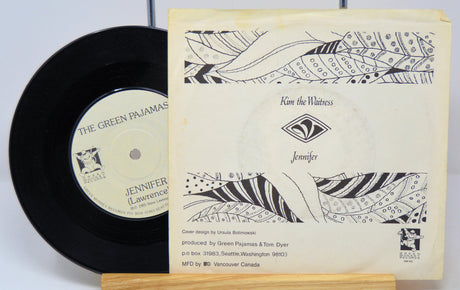 THE GREEN PAJAMAS
JENNIFER
(Lawrence)
Kim the Waitress
Jennifer
Cover design by Ursula Bolimowski
produced by Green Pajamas & Tom Dyer
p.o box 31983, Seattle, Washington 98103
MFD by Vancouver Canada
GREEN